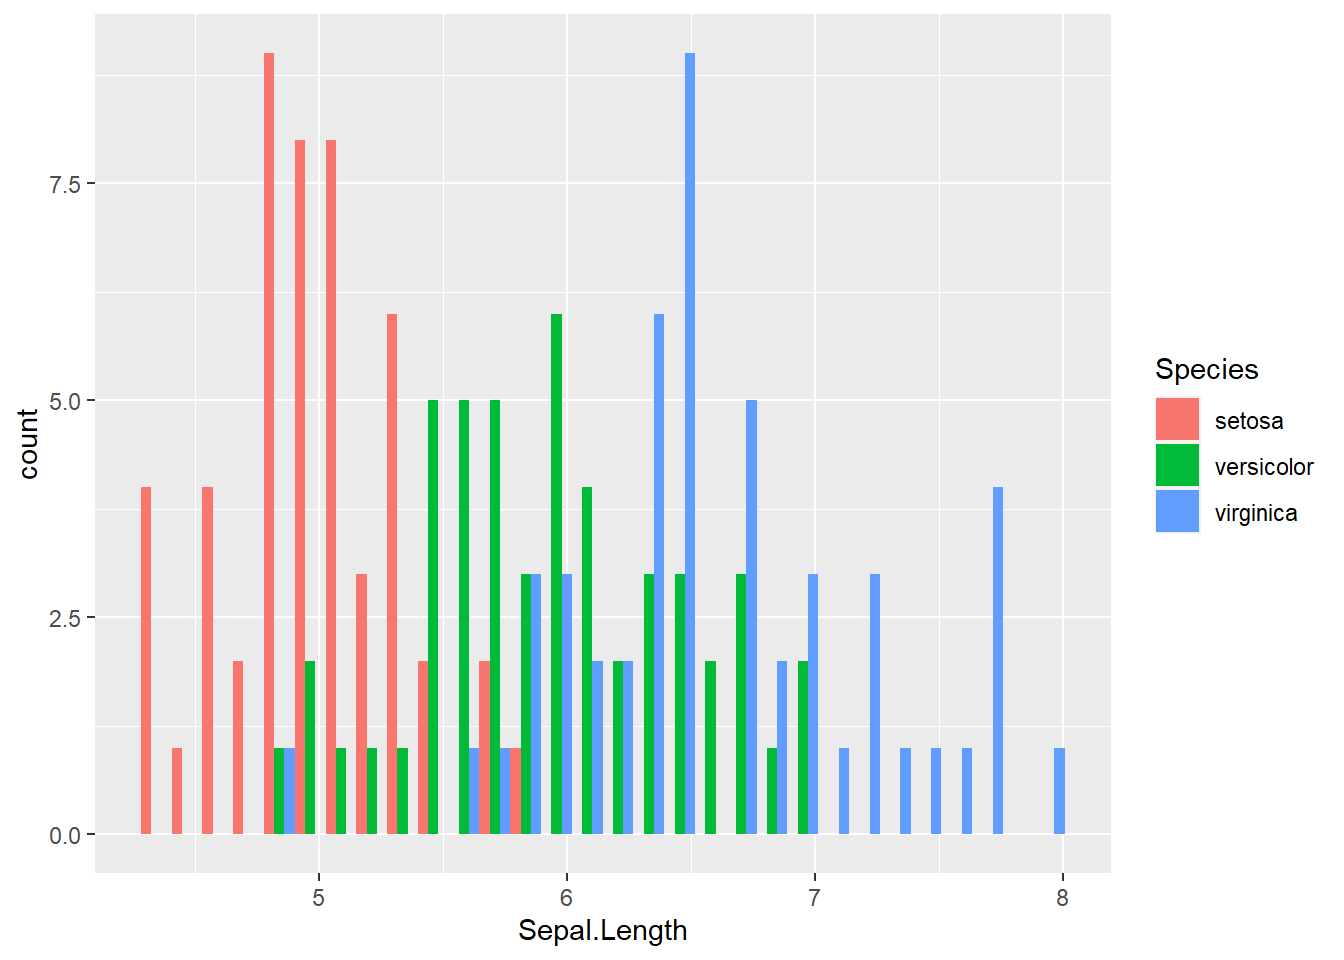 7.5
5.0
2.5
0.0
count
5 6 7 8
Sepal.Length
Species
setosa
versicolor
virginica